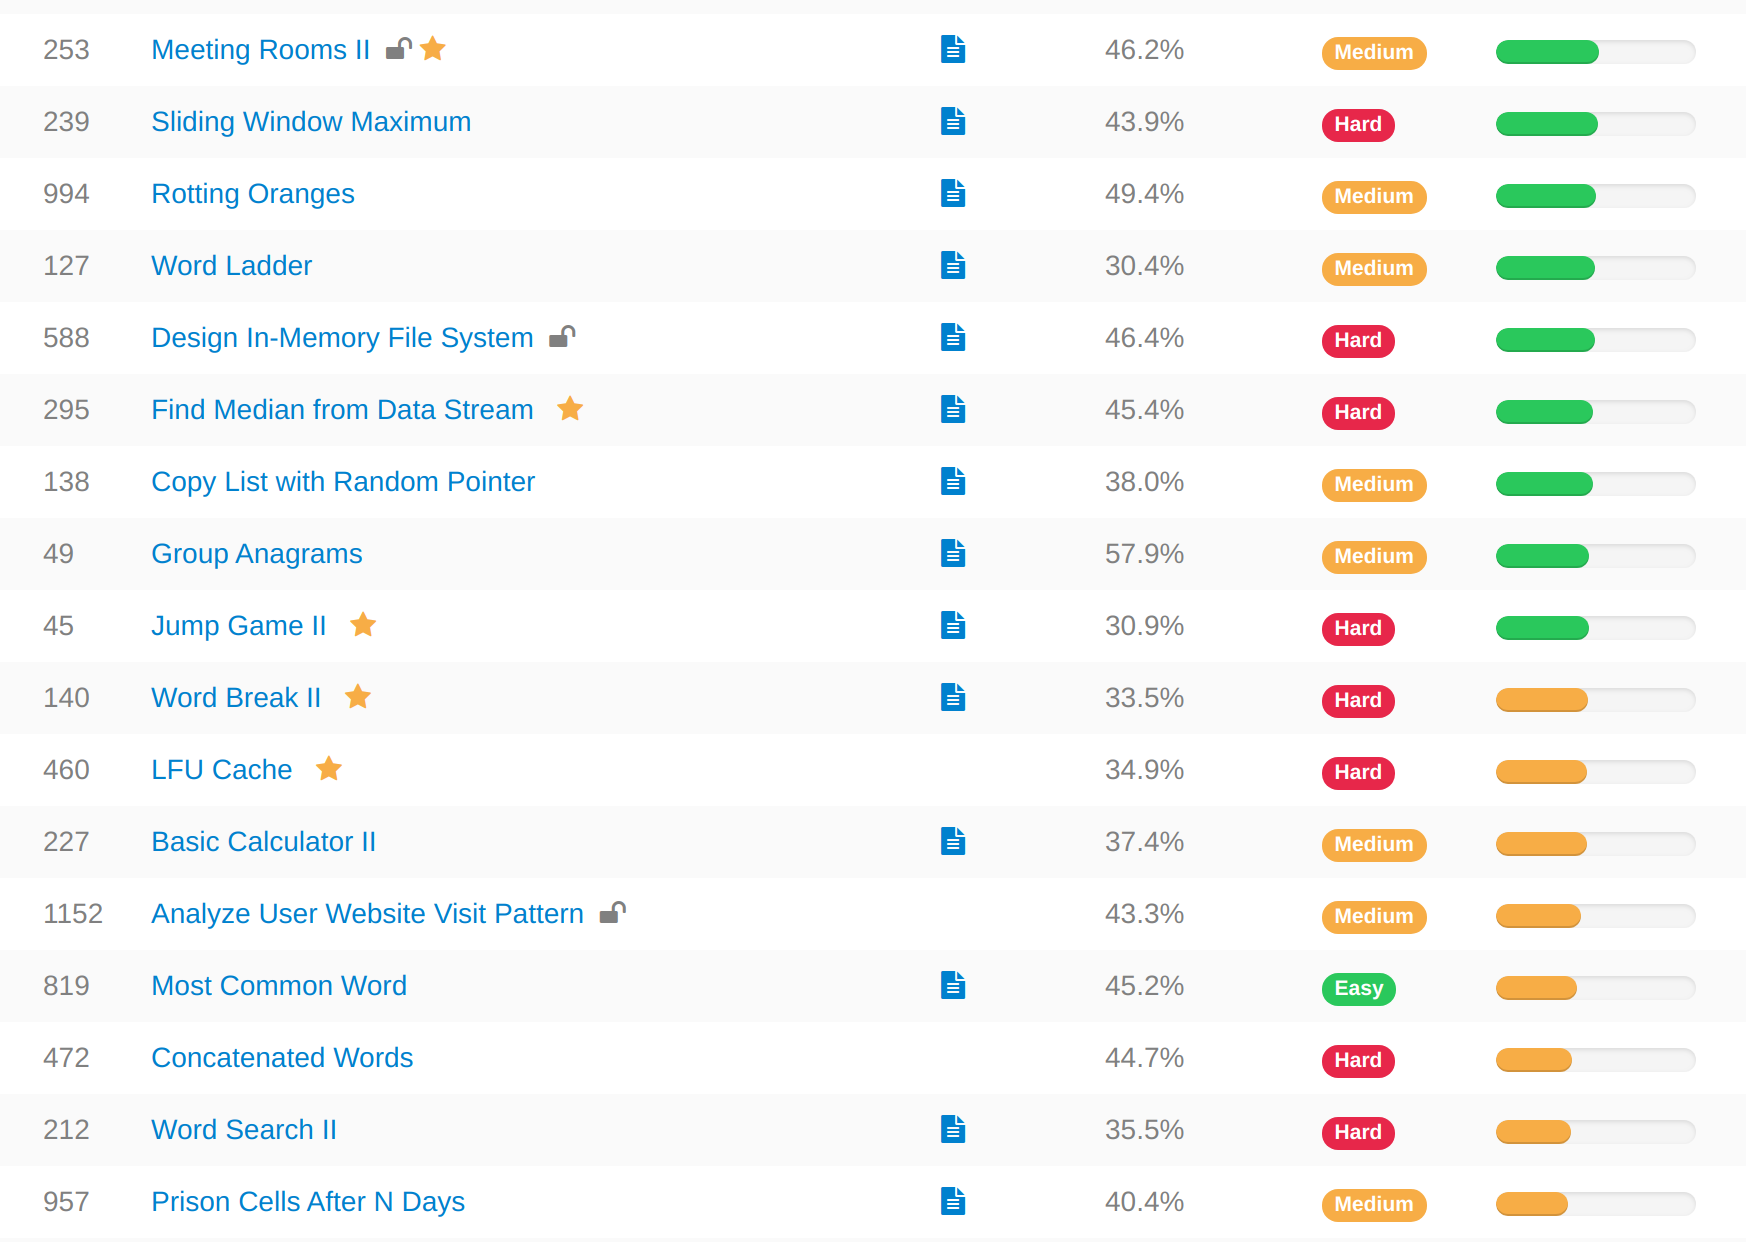 253 Meeting Rooms II 46.2% Medium
239 Sliding Window Maximum 43.9% Hard
994 Rotting Oranges 49.4% Medium
127 Word Ladder 30.4% Medium
588 Design In-Memory File System 46.4% Hard
295 Find Median from Data Stream 45.4% Hard
138 Copy List with Random Pointer 38.0% Medium
49 Group Anagrams 57.9% Medium
45 Jump Game II 30.9% Hard
140 Word Break II 33.5% Hard
460 LFU Cache 34.9% Hard
227 Basic Calculator II 37.4% Medium
1152 Analyze User Website Visit Pattern 43.3% Medium
819 Most Common Word 45.2% Easy
472 Concatenated Words 44.7% Hard
212 Word Search II 35.5% Hard
957 Prison Cells After N Days 40.4% Medium